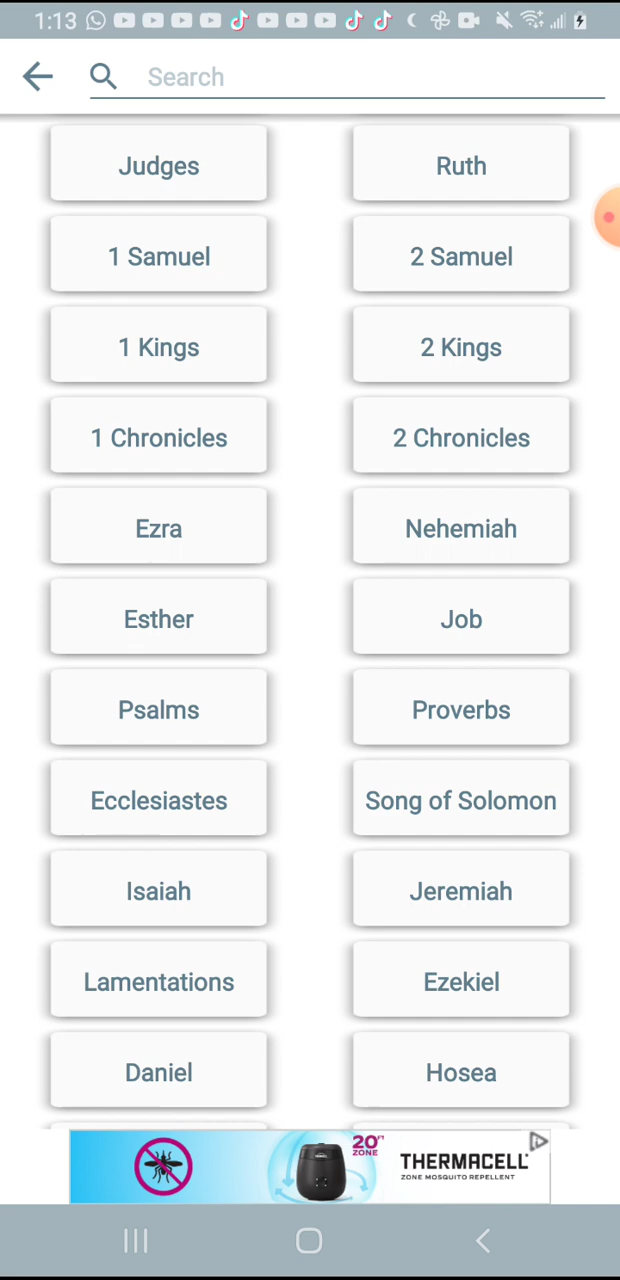 1:13
Search
Judges
Ruth
1 Samuel
2 Samuel
1 Kings
2 Kings
1 Chronicles
2 Chronicles
Ezra
Nehemiah
Esther
Job
Psalms
Proverbs
Ecclesiastes
Song of Solomon
Isaiah
Jeremiah
Lamentations
Ezekiel
Daniel
Hosea
20FT
ZONE
THERMACELL
ZONE MOSQUITO REPELLENT